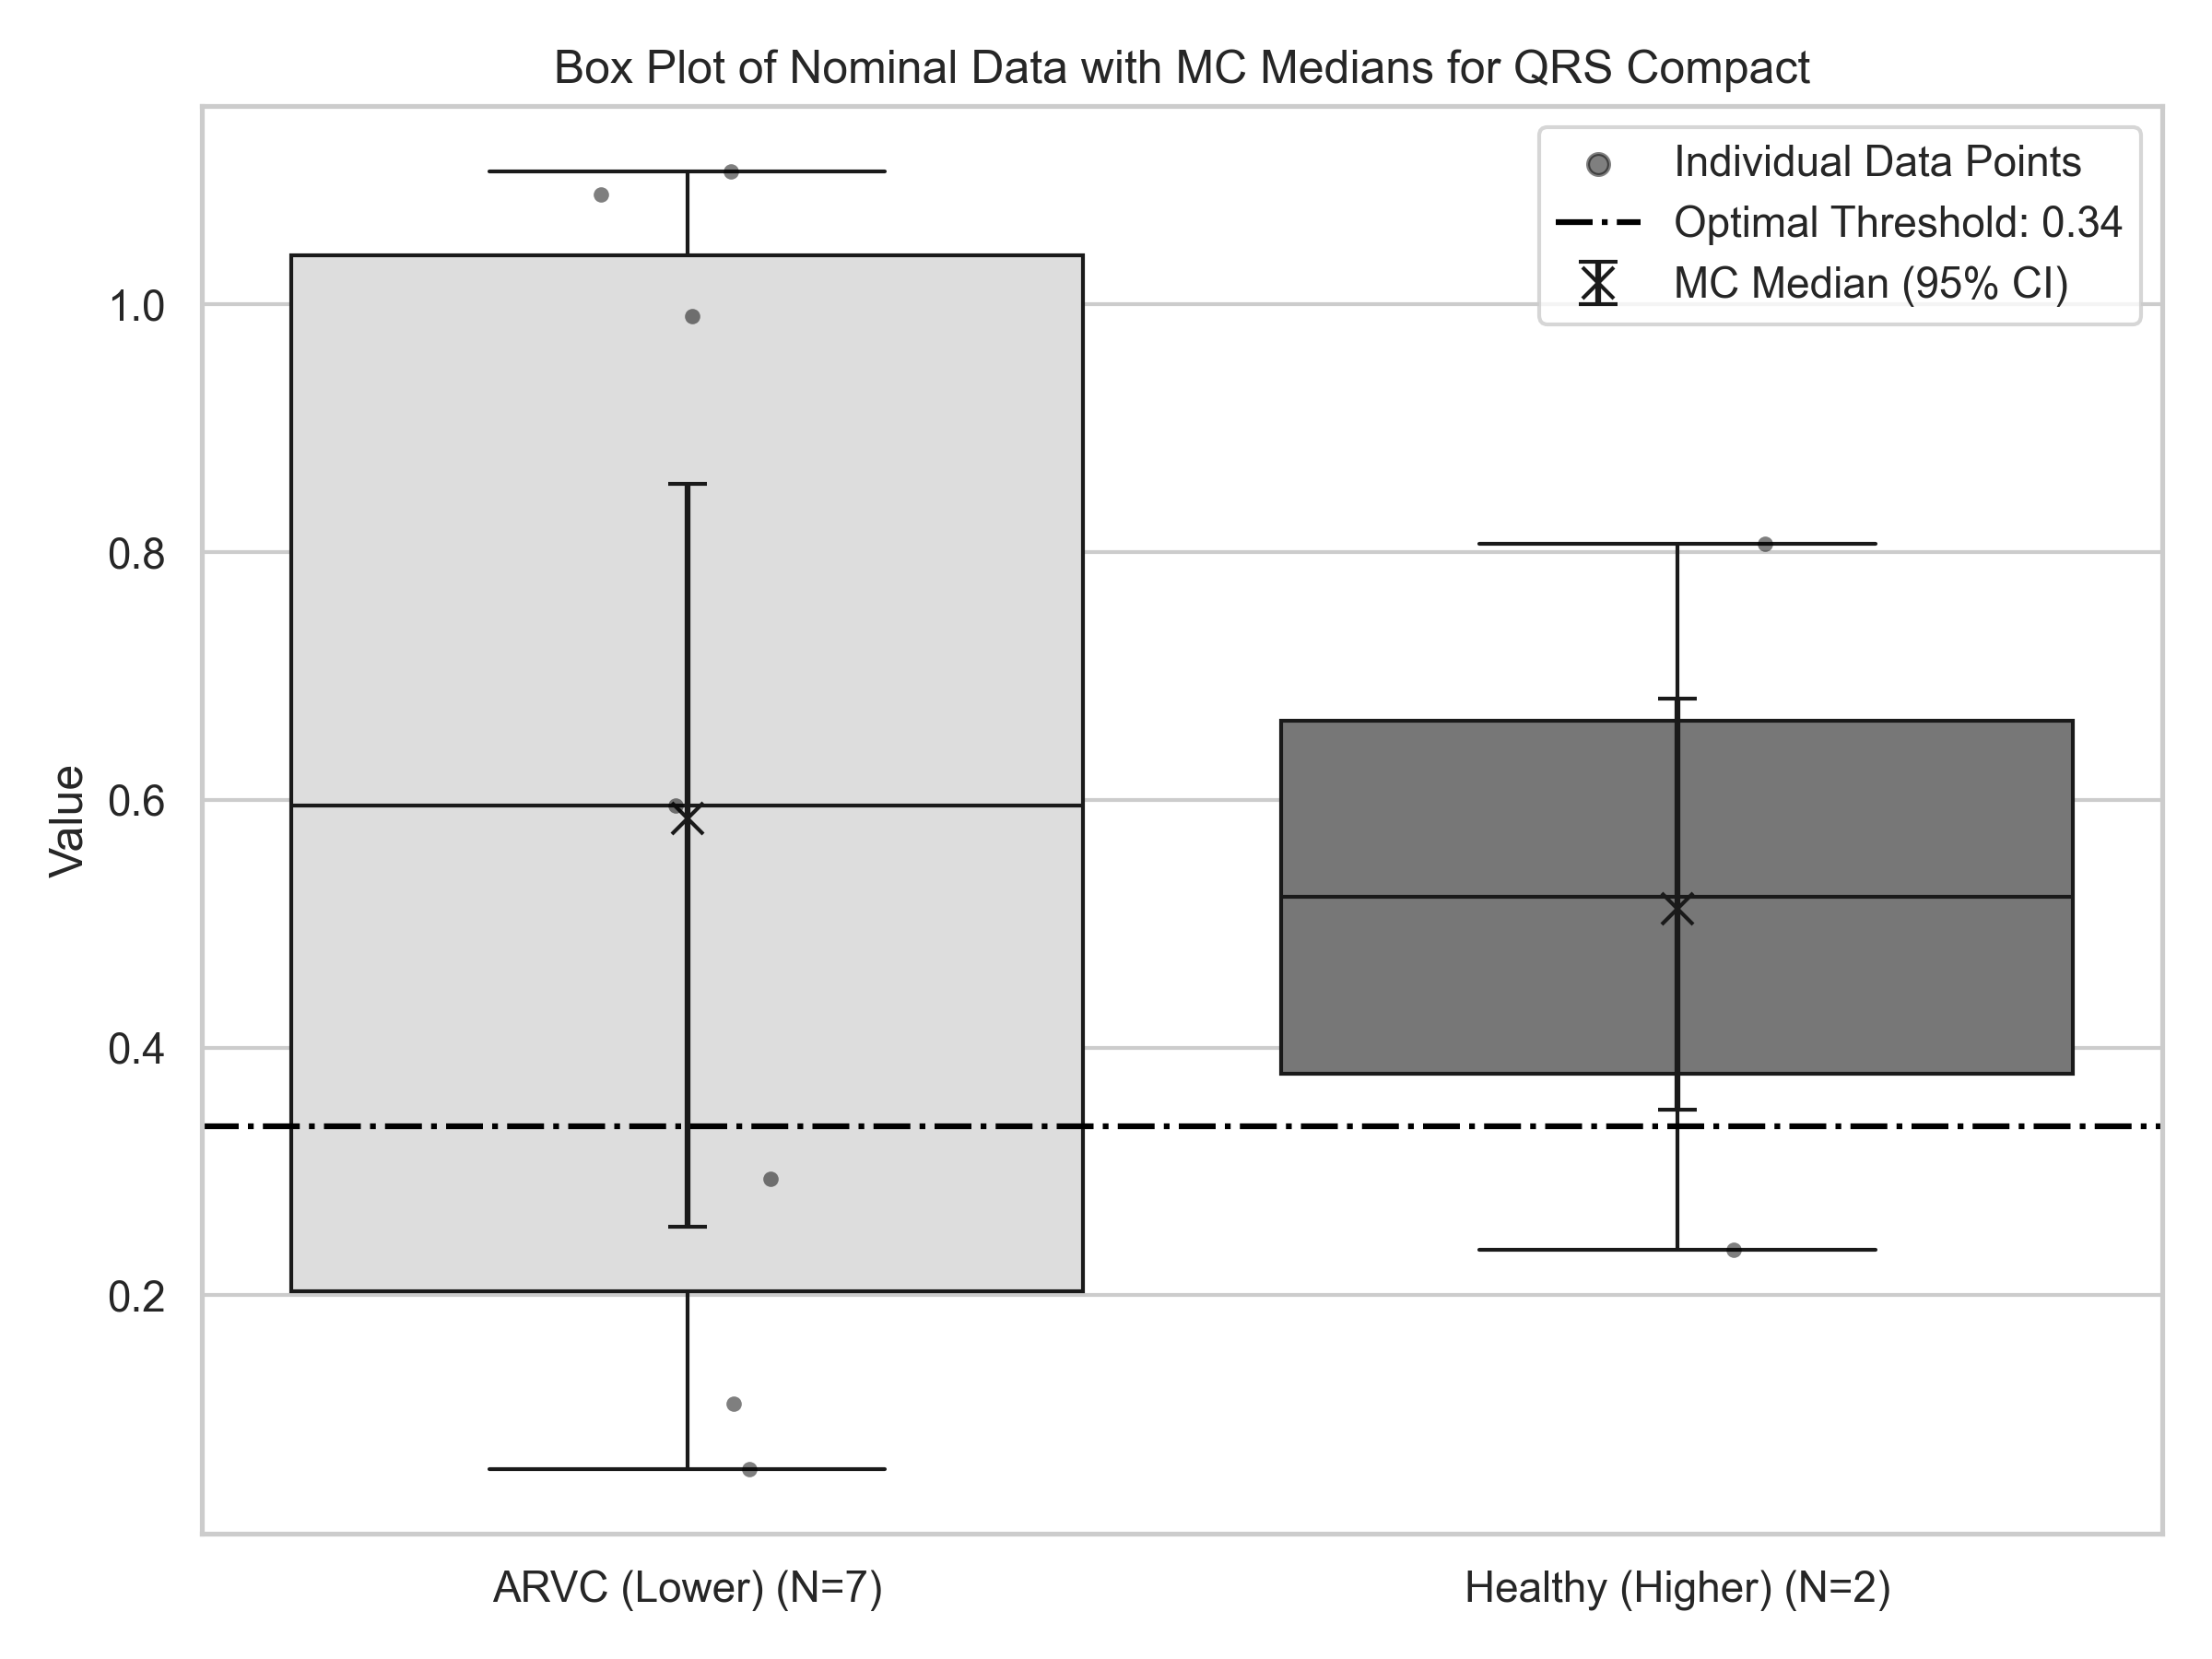 Box Plot of Nominal Data with MC Medians for QRS Compact
Individual Data Points
Optimal Threshold: 0.34
MC Median (95% CI)
Value
1.0
0.8
0.6
0.4
0.2
ARVC (Lower) (N=7)
Healthy (Higher) (N=2)